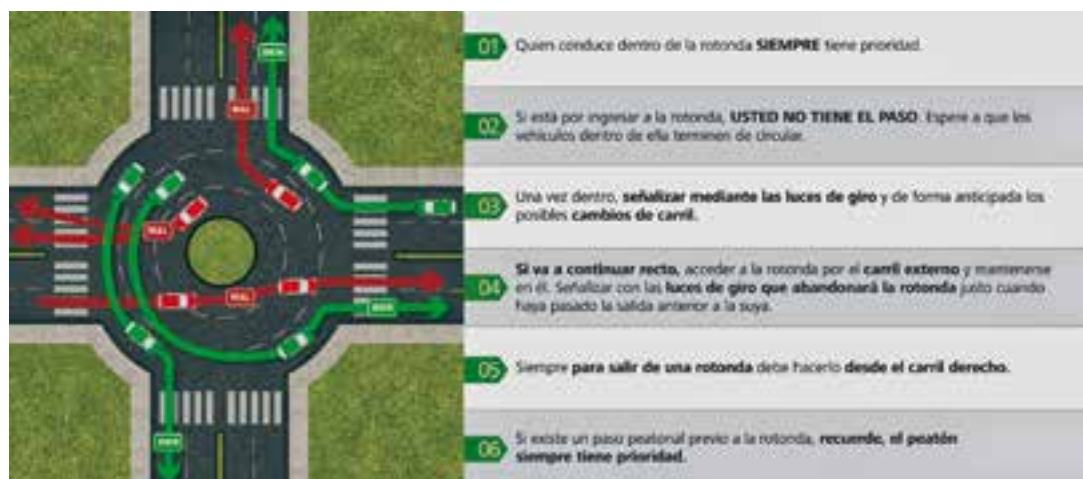 BIEN
MAL
MAL
MAL
BIEN
BIEN
01 Quien conduce dentro de la rotonda SIEMPRE tiene prioridad.
02 Si está por ingresar a la rotonda, USTED NO TIENE EL PASO. Espere a que los
vehículos dentro de ella terminen de circular.
03 Una vez dentro, señalizar mediante las luces de giro y de forma anticipada los
posibles cambios de carril.
04 Si va a continuar recto, acceder a la rotonda por el carril externo y mantenerse
en él. Señalizar con las luces de giro que abandonará la rotonda justo cuando
haya pasado la salida anterior a la suya.
05 Siempre para salir de una rotonda debe hacerlo desde el carril derecho.
06 Si existe un paso peatonal previo a la rotonda, recuerde, el peatón
siempre tiene prioridad.